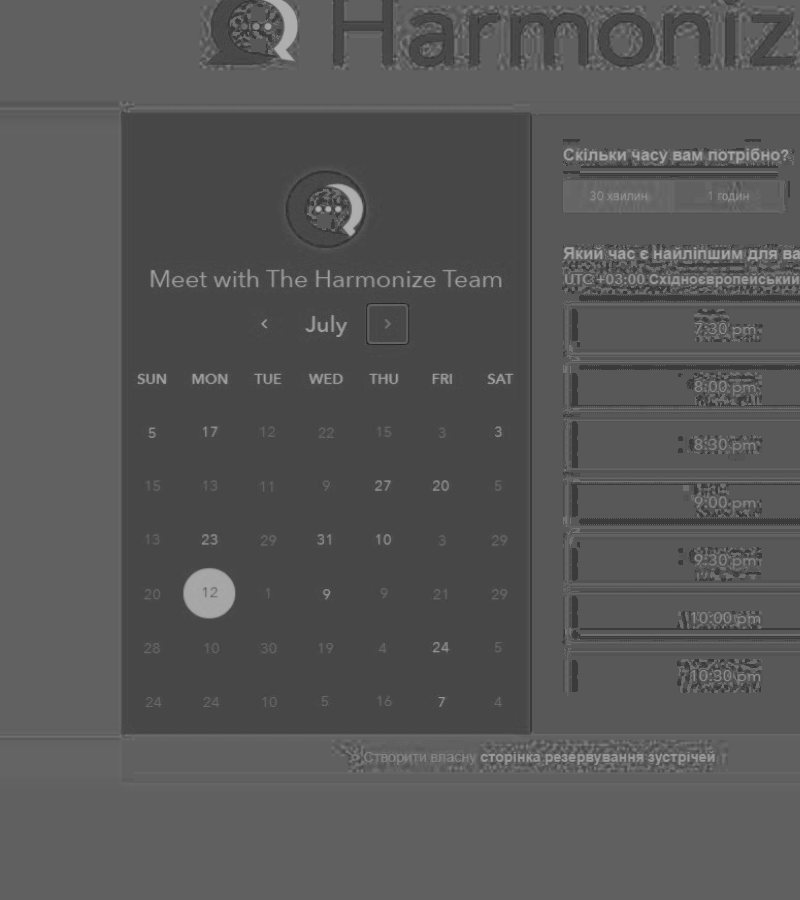 Harmoniz
Meet with The Harmonize Team
July
SUN MON TUE WED THU FRI SAT
5 17 12 22 15 3 3
15 13 11 9 27 20 5
13 23 29 31 10 3 29
20 12 1 9 9 21 29
28 10 30 19 4 24 5
24 24 10 5 16 7 4
Скільки часу вам потрібно?
30 хвилин 1 годин
Який час є найліпшим для ва
UTC +03:00 Східноєвропейський
7:30 pm
8:00 pm
8:30 pm
9:00 pm
9:30 pm
10:00 pm
10:30 pm
Створити власну сторінка резервування зустрічей